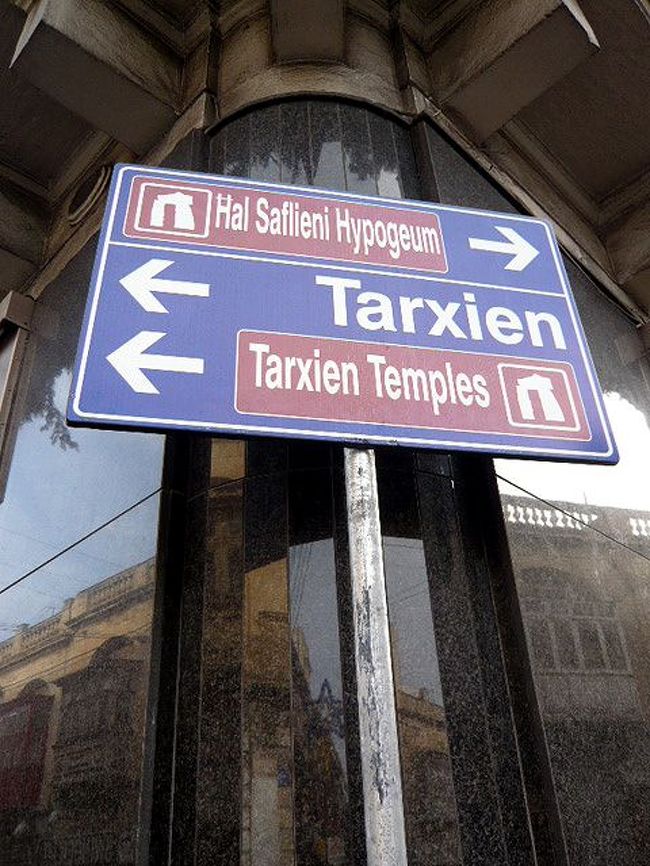 Ħal Saflieni Hypogeum
Tarxien
Tarxien Temples